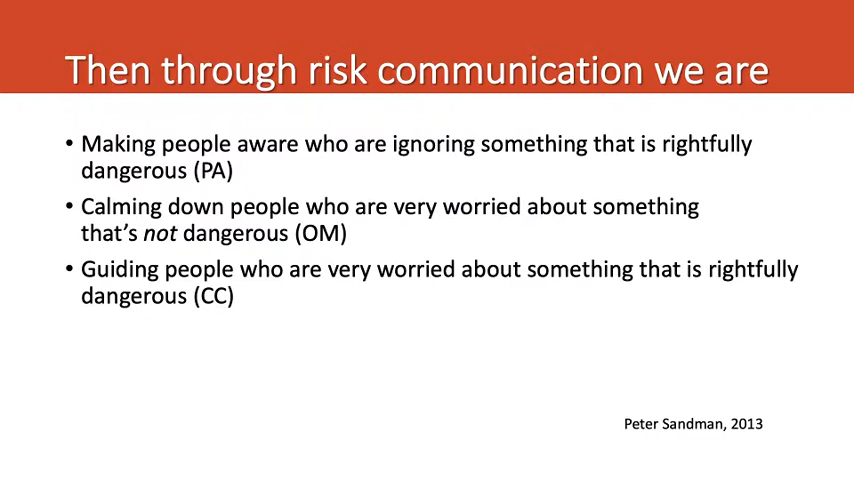 Then through risk communication we are
• Making people aware who are ignoring something that is rightfully
dangerous (PA)
• Calming down people who are very worried about something
that's not dangerous (OM)
• Guiding people who are very worried about something that is rightfully
dangerous (CC)
Peter Sandman, 2013